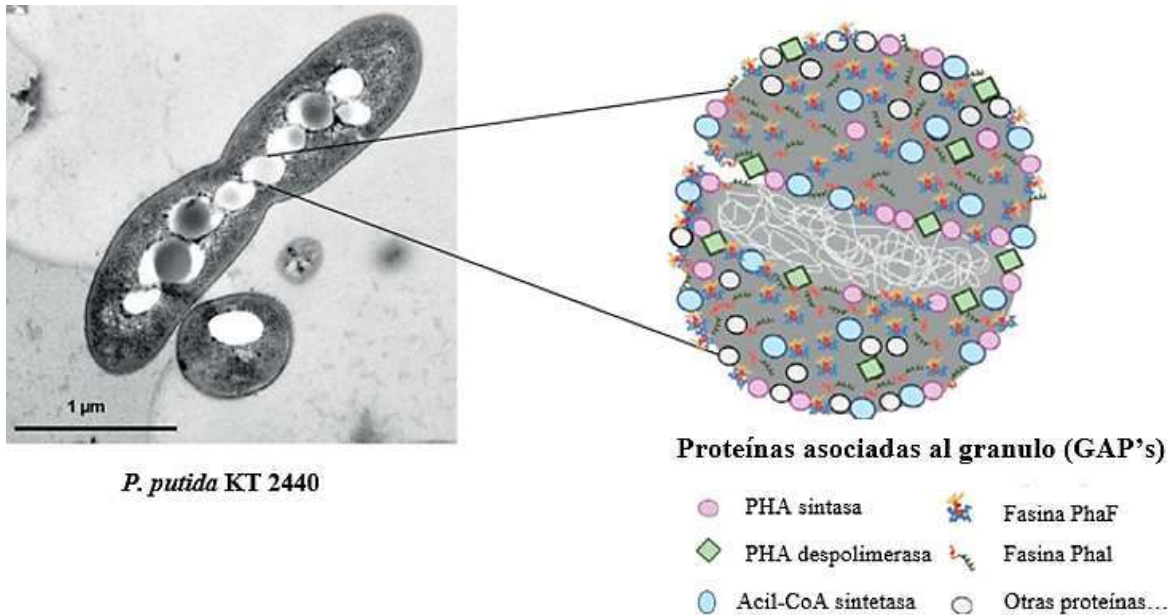 1 µm
P. putida KT 2440
Proteínas asociadas al granulo (GAP's)
PHA sintasa
PHA despolimerasa
Acil-CoA sintetasa
Fasina PhaF
Fasina PhaI
Otras proteínas...